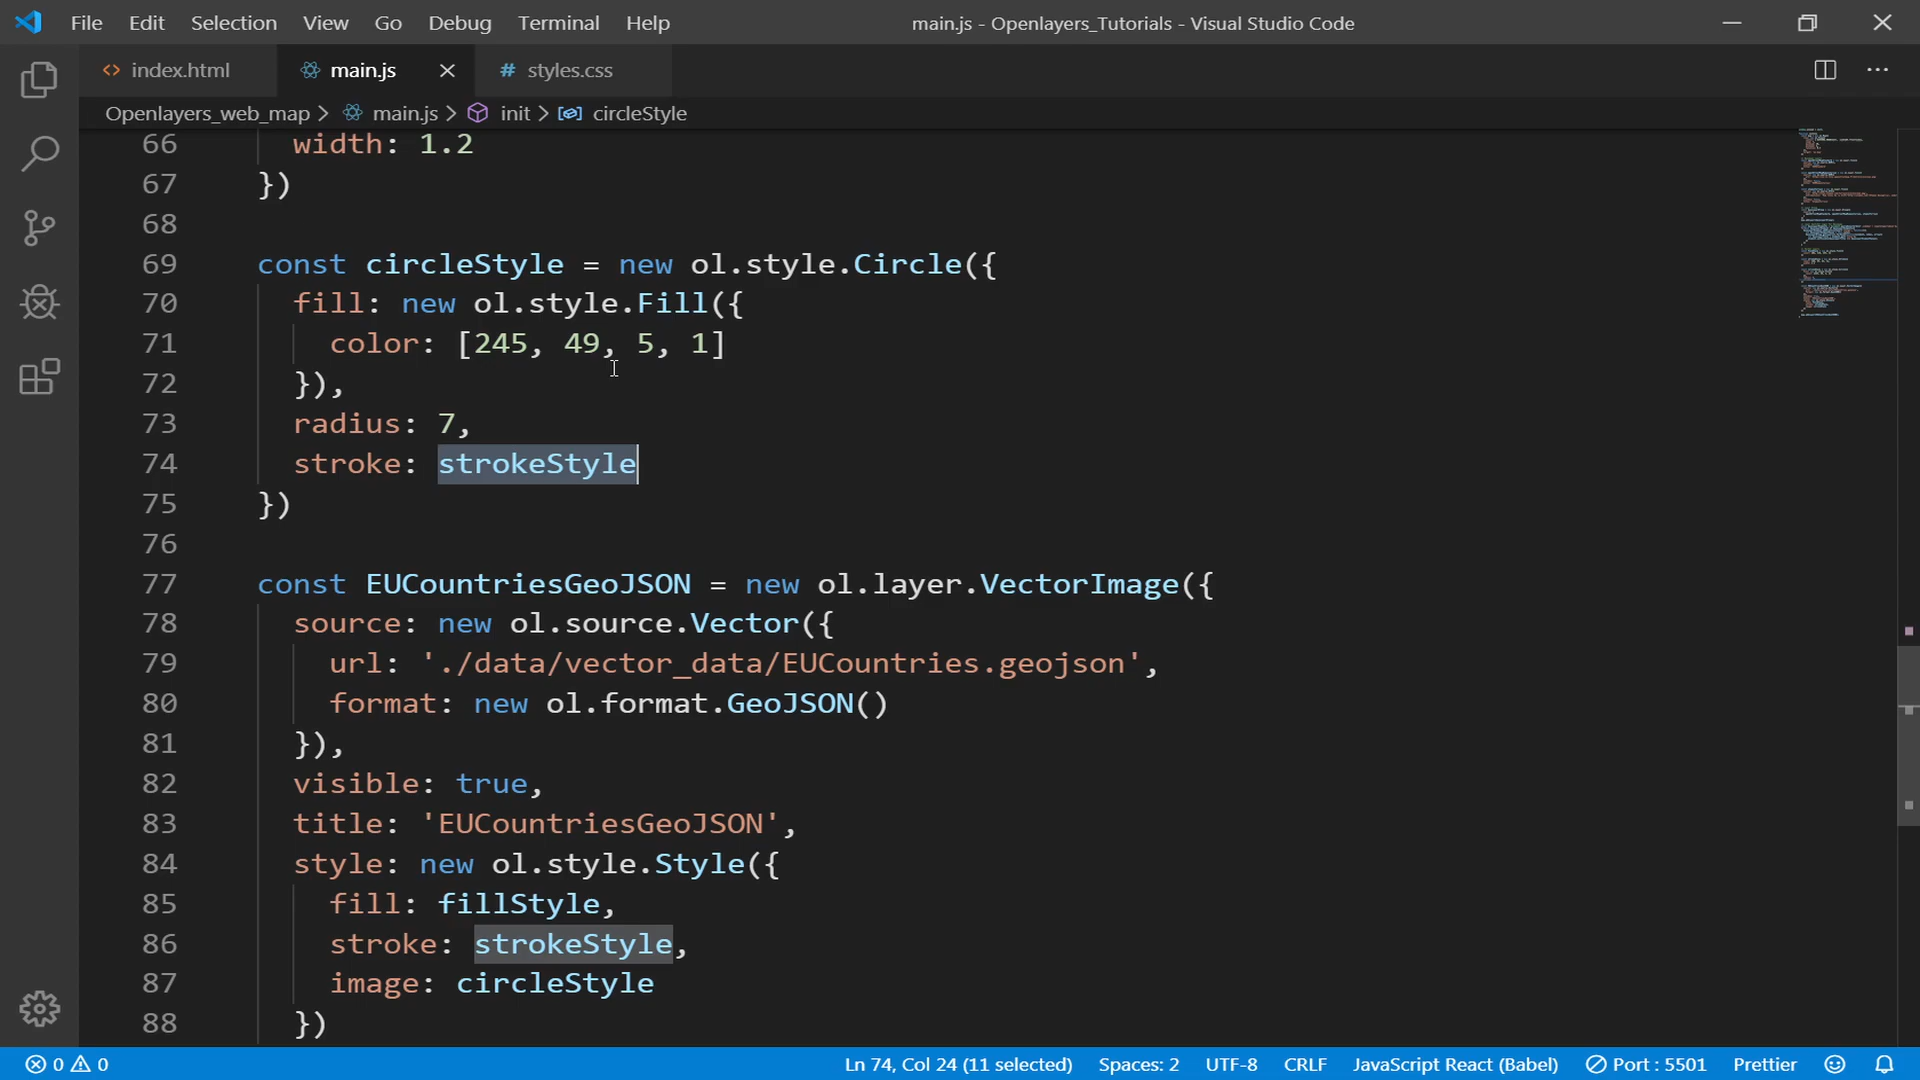 File Edit Selection View Go Debug Terminal Help main.js - Openlayers_Tutorials - Visual Studio Code
<> index.html main.js # styles.css
Openlayers_web_map > main.js > init > circleStyle
66 width: 1.2
67 })
68
69 const circleStyle = new ol.style.Circle({
70 fill: new ol.style.Fill({
71 color: [245, 49, 5, 1]
72 }),
73 radius: 7,
74 stroke: strokeStyle
75 })
76
77 const EUCountriesGeoJSON = new ol.layer.VectorImage({
78 source: new ol.source.Vector({
79 url: './data/vector_data/EUCountries.geojson',
80 format: new ol.format.GeoJSON()
81 }),
82 visible: true,
83 title: 'EUCountriesGeoJSON',
84 style: new ol.style.Style({
85 fill: fillStyle,
86 stroke: strokeStyle,
87 image: circleStyle
88 })
0 0 Ln 74, Col 24 (11 selected) Spaces: 2 UTF-8 CRLF JavaScript React (Babel) Port : 5501 Prettier